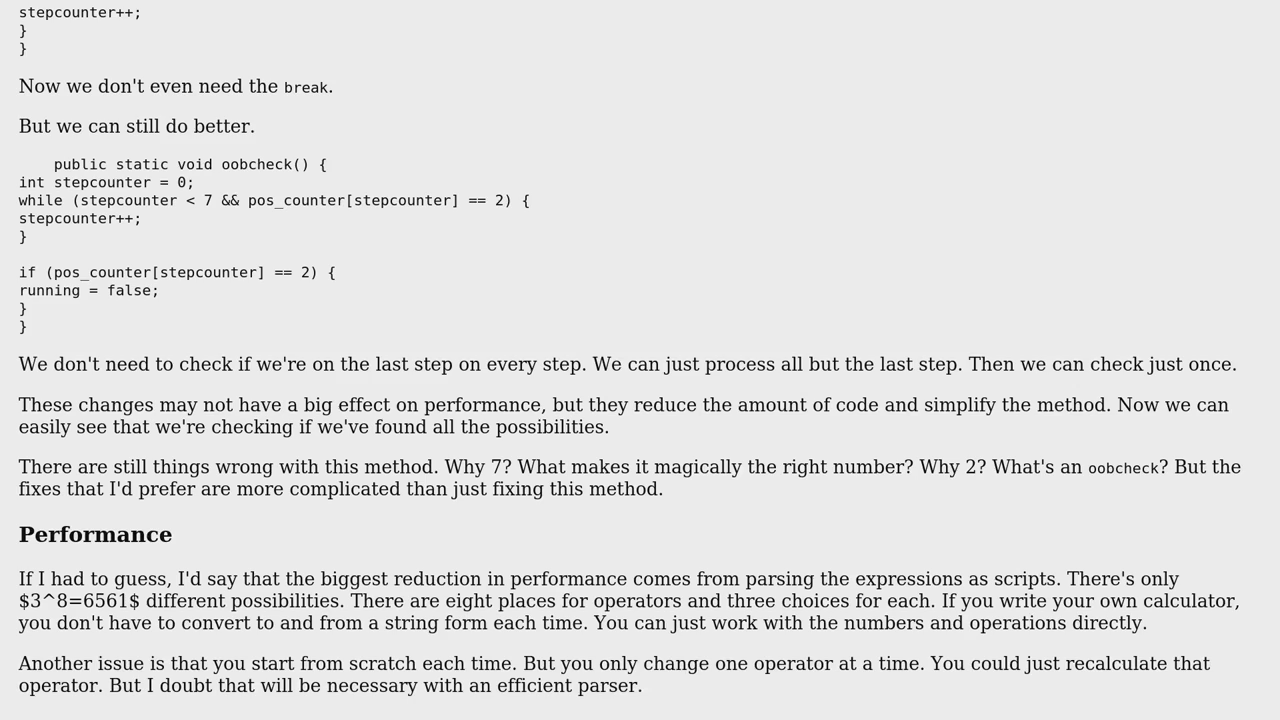 stepcounter++;
}
}
Now we don't even need the break.
But we can still do better.
public static void oobcheck() {
int stepcounter = 0;
while (stepcounter < 7 && pos_counter[stepcounter] == 2) {
stepcounter++;
}
if (pos_counter[stepcounter] == 2) {
running = false;
}
}
We don't need to check if we're on the last step on every step. We can just process all but the last step. Then we can check just once.
These changes may not have a big effect on performance, but they reduce the amount of code and simplify the method. Now we can
easily see that we're checking if we've found all the possibilities.
There are still things wrong with this method. Why 7? What makes it magically the right number? Why 2? What's an oobcheck? But the
fixes that I'd prefer are more complicated than just fixing this method.
Performance
If I had to guess, I'd say that the biggest reduction in performance comes from parsing the expressions as scripts. There's only
$3^8=6561$ different possibilities. There are eight places for operators and three choices for each. If you write your own calculator,
you don't have to convert to and from a string form each time. You can just work with the numbers and operations directly.
Another issue is that you start from scratch each time. But you only change one operator at a time. You could just recalculate that
operator. But I doubt that will be necessary with an efficient parser.